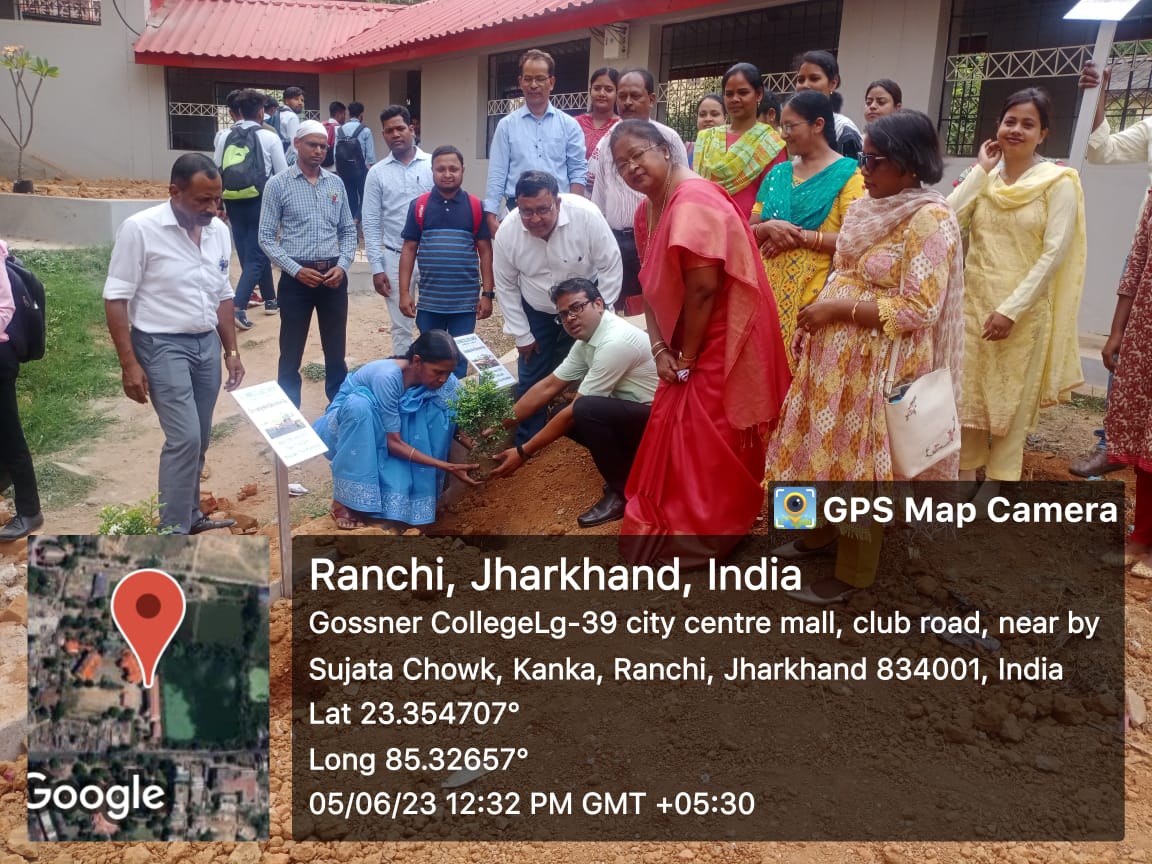 GPS Map Camera
Ranchi, Jharkhand, India
Gossner CollegeLg-39 city centre mall, club road, near by
Sujata Chowk, Kanka, Ranchi, Jharkhand 834001, India
Lat 23.354707°
Long 85.32657°
05/06/23 12:32 PM GMT +05:30
Google